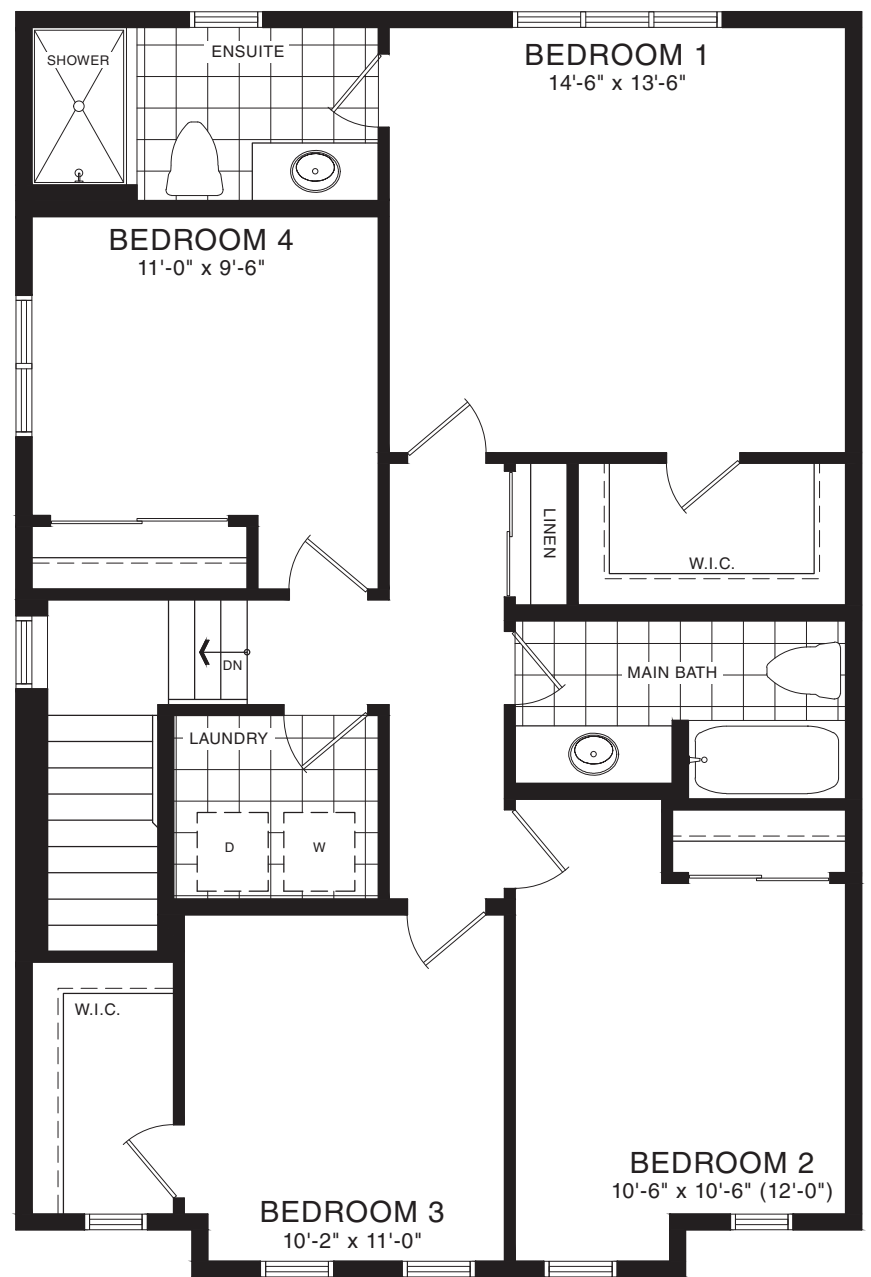 SHOWER
ENSUITE
BEDROOM 1
14'-6" x 13'-6"
BEDROOM 4
11'-0" x 9'-6"
LINEN
W.I.C.
DN
MAIN BATH
LAUNDRY
D
W
W.I.C.
BEDROOM 2
10'-6" x 10'-6" (12'-0")
BEDROOM 3
10'-2" x 11'-0"